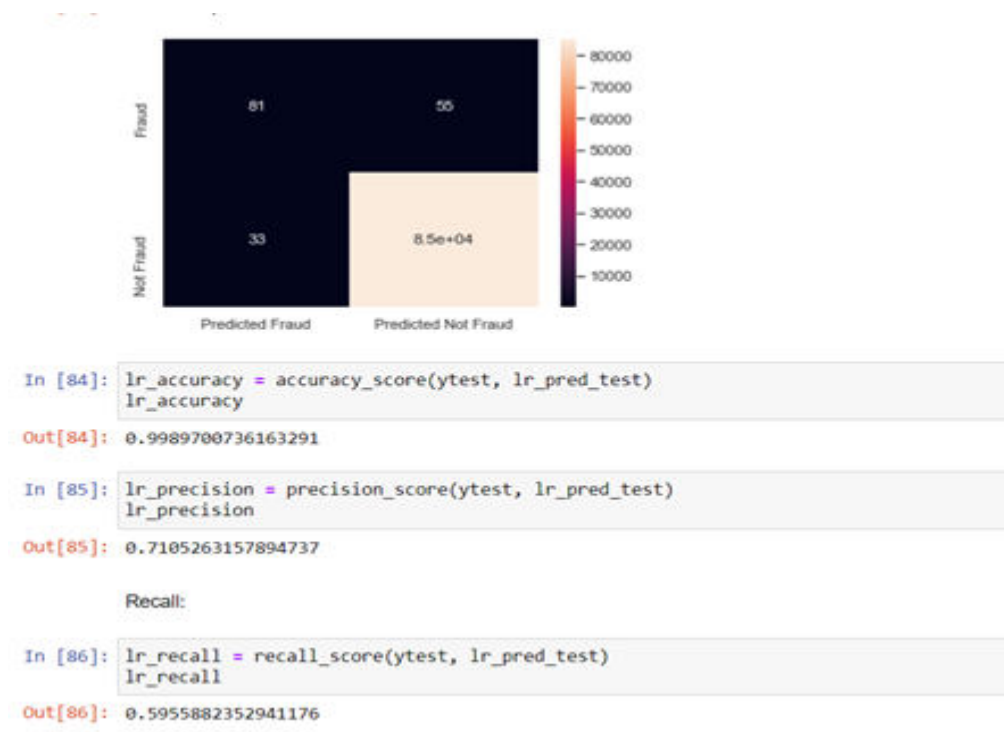 80000
70000
60000
50000
40000
30000
20000
10000
Fraud
81
55
Not Fraud
33
8.5e+04
Predicted Fraud
Predicted Not Fraud
In [84]: lr_accuracy = accuracy_score(ytest, lr_pred_test)
lr_accuracy
Out[84]: 0.9989700736163291
In [85]: lr_precision = precision_score(ytest, lr_pred_test)
lr_precision
Out[85]: 0.7105263157894737
Recall:
In [86]: lr_recall = recall_score(ytest, lr_pred_test)
lr_recall
Out[86]: 0.5955882352941176